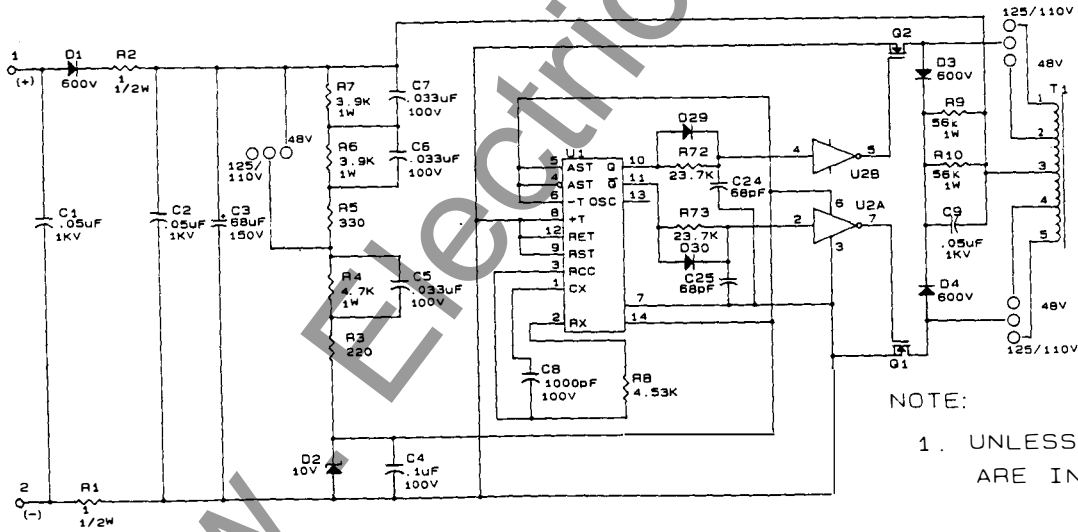 125/110V
48V
T1
1
2
3
4
5
48V
125/110V
1
(+)
D1
600V
R2
1
1/2W
C1
.05uF
1KV
C2
.05uF
1KV
C3
68uF
150V
+
125/
110V
48V
R7
3.9K
1W
C7
.033uF
100V
R6
3.9K
1W
C6
.033uF
100V
R5
330
R4
4.7K
1W
C5
.033uF
100V
R3
220
D2
10V
C4
.1uF
100V
2
(-)
R1
1
1/2W
U1
5 AST Q 10
4 AST Q 11
6 -T OSC 13
8 +T
12 RET
9 RST
3 RCC
1 CX
7
2 RX
14
C8
1000pF
100V
R8
4.53K
D29
R72
23.7K
C24
68pF
R73
23.7K
D30
C25
68pF
4
5
U2B
6
U2A
2
7
3
Q2
D3
600V
R9
56k
1W
R10
56k
1W
C9
.05uF
1KV
D4
600V
Q1
NOTE:
1. UNLESS
ARE IN
w.Electric